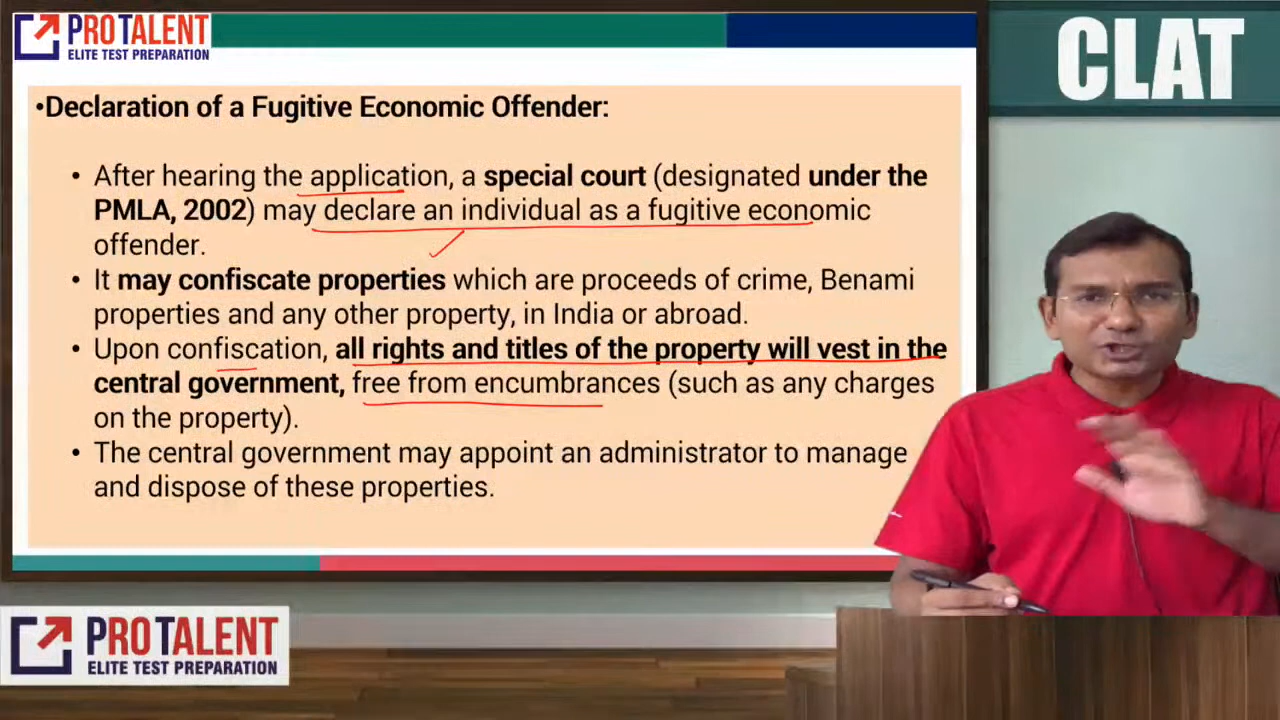 PROTALENT
ELITE TEST PREPARATION
CLAT
•Declaration of a Fugitive Economic Offender:
• After hearing the application, a special court (designated under the
PMLA, 2002) may declare an individual as a fugitive economic
offender.
• It may confiscate properties which are proceeds of crime, Benami
properties and any other property, in India or abroad.
• Upon confiscation, all rights and titles of the property will vest in the
central government, free from encumbrances (such as any charges
on the property).
• The central government may appoint an administrator to manage
and dispose of these properties.
PROTALENT
ELITE TEST PREPARATION